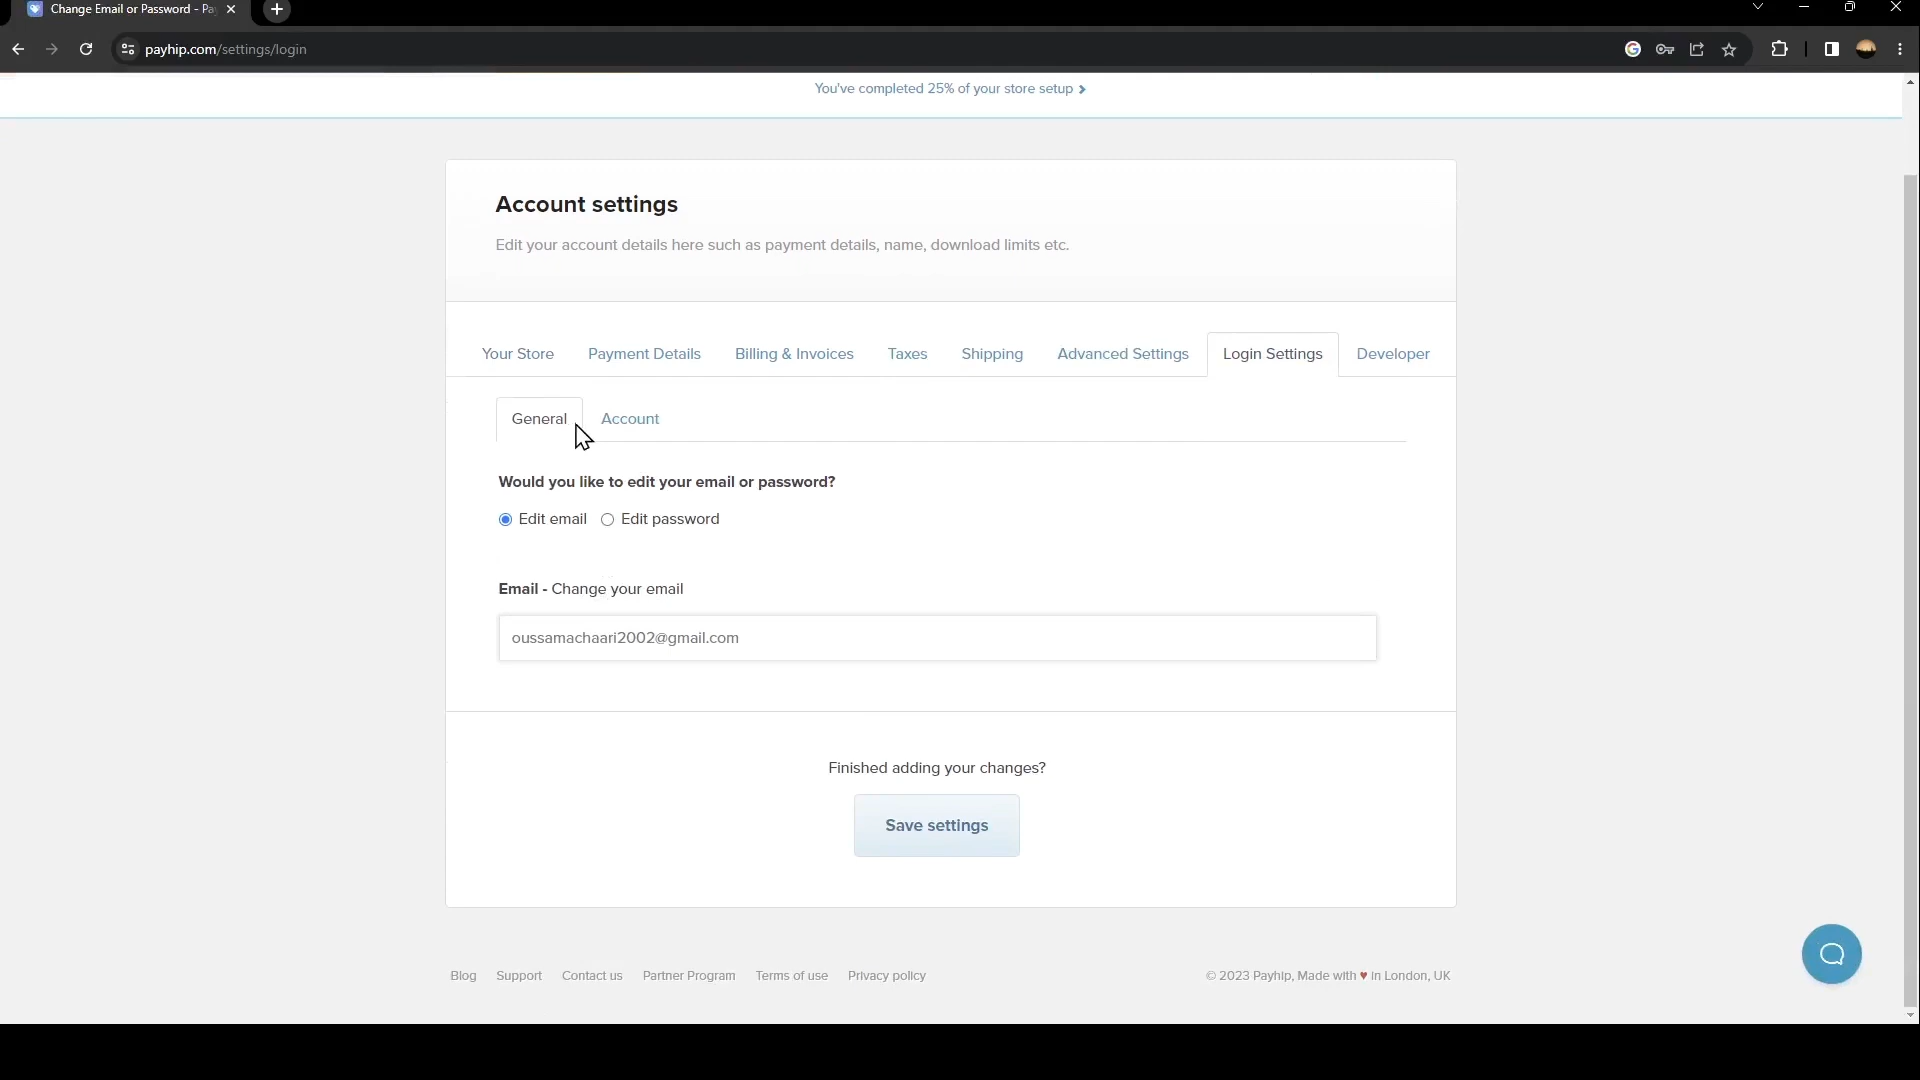 Change Email or Password - Pa
payhip.com/settings/login
You've completed 25% of your store setup
Account settings
Edit your account details here such as payment details, name, download limits etc.
Your Store Payment Details Billing & Invoices Taxes Shipping Advanced Settings Login Settings Developer
General Account
Would you like to edit your email or password?
Edit email Edit password
Email - Change your email
oussamachaari2002@gmail.com
Finished adding your changes?
Save settings
Blog Support Contact us Partner Program Terms of use Privacy policy © 2023 Payhip, Made with ♥ in London, UK